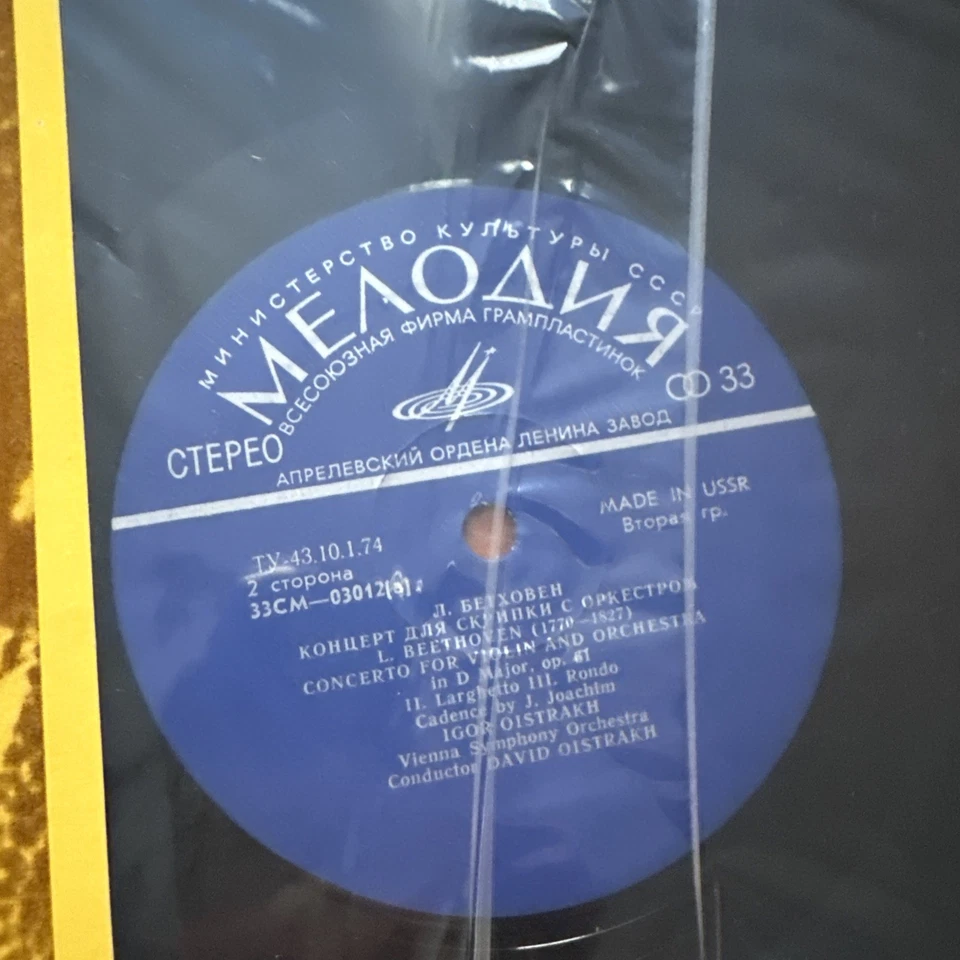 МИНИСТЕРСТВО КУЛЬТУРЫ СССР
МЕЛОДИЯ
ВСЕСОЮЗНАЯ ФИРМА ГРАМПЛАСТИНОК
СТЕРЕО
33
АПРЕЛЕВСКИЙ ОРДЕНА ЛЕНИНА ЗАВОД
MADE IN USSR
Вторая гр.
ТУ-43.10.1.74
2 сторона
33СМ—03012
Л. БЕТХОВЕН
КОНЦЕРТ ДЛЯ СКРИПКИ С ОРКЕСТРОМ
L. BEETHOVEN (1770—1827)
CONCERTO FOR VIOLIN AND ORCHESTRA
in D Major, op. 61
II. Larghetto III. Rondo
Cadence by J. Joachim
IGOR OISTRAKH
Vienna Symphony Orchestra
Conductor DAVID OISTRAKH